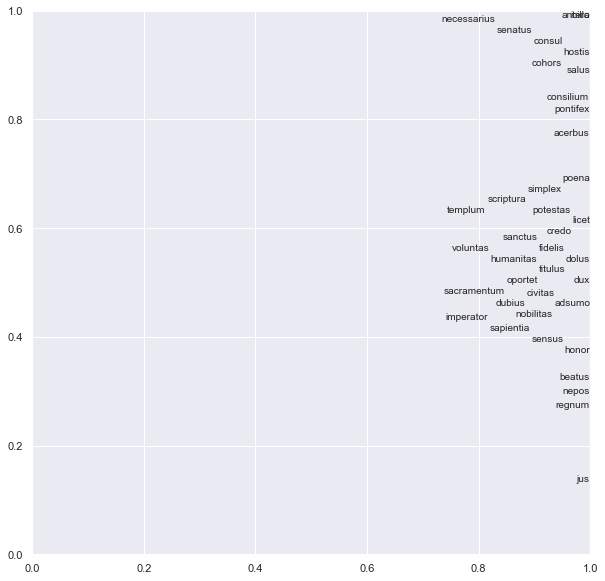 1.0
necessarius
senatus
consul
hostis
cohors
salus
consilium
pontifex
0.8
acerbus
poena
simplex
scriptura
templum
potestas
licet
0.6
credo
sanctus
voluntas
fidelis
humanitas
dolus
titulus
oportet
dux
sacramentum
civitas
dubius
adsumo
nobilitas
imperator
sapientia
0.4
sensus
honor
beatus
nepos
regnum
0.2
jus
0.0
0.0 0.2 0.4 0.6 0.8 1.0